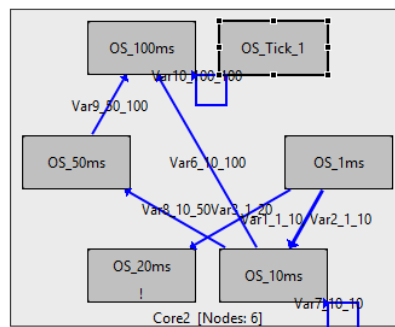 OS_100ms
OS_Tick_1
Var10_100_100
Var9_50_100
OS_50ms
Var6_10_100
OS_1ms
Var8_10_50
Var3_1_20
Var1_1_10
Var2_1_10
OS_20ms
!
OS_10ms
Var7_10_10
Core2 [Nodes: 6]